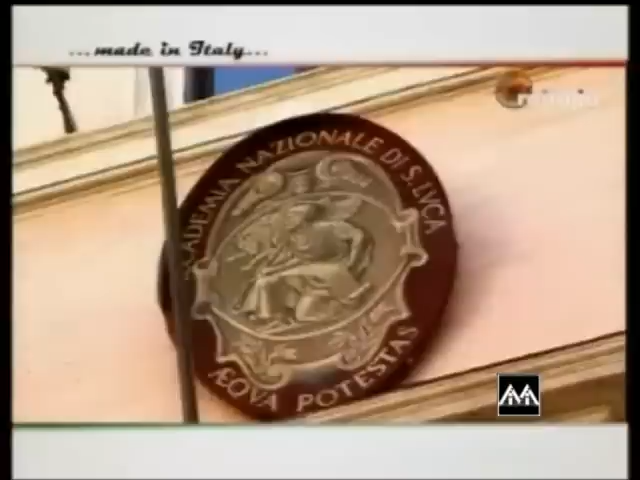 ...made in Italy...
ACCADEMIA NAZIONALE DI S. LVCA
ÆQVA POTESTAS